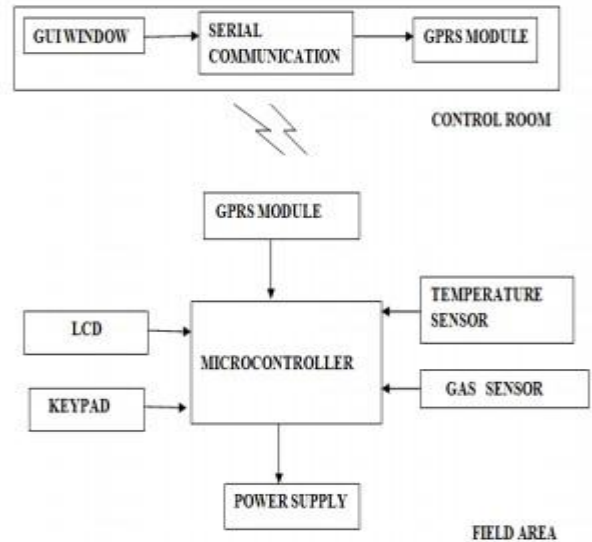 GUI WINDOW
SERIAL
COMMUNICATION
GPRS MODULE
CONTROL ROOM
GPRS MODULE
LCD
KEYPAD
MICROCONTROLLER
TEMPERATURE
SENSOR
GAS SENSOR
POWER SUPPLY
FIELD AREA